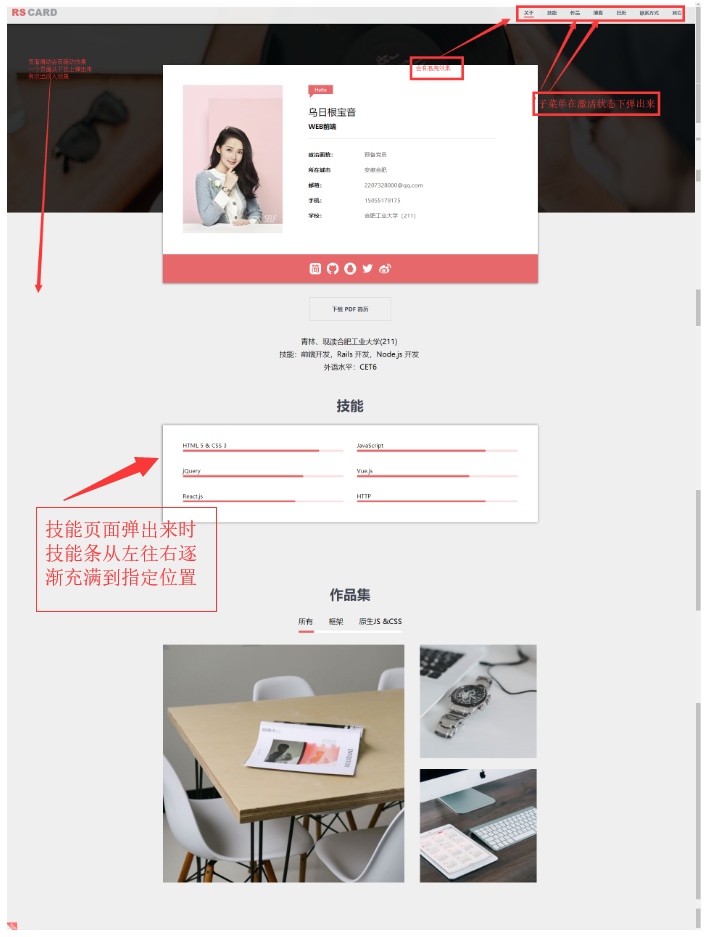 RS CARD
关于 技能 作品 博客 日历 联系方式 其它
页面滑动会有滑动效果
一个页面从下往上弹出来
有淡出淡入效果
会有高亮效果
子菜单在激活状态下弹出来
Hello
乌日根宝音
WEB前端
政治面貌: 预备党员
所在城市 安徽合肥
邮箱: 2207328000@qq.com
手机: 15055179175
学校: 合肥工业大学（211）
下载 PDF 简历
青林、现读合肥工业大学(211)
技能：前端开发，Rails 开发，Node.js 开发
外语水平：CET6
技能
HTML 5 & CSS 3 JavaScript
jQuery Vue.js
React.js HTTP
技能页面弹出来时
技能条从左往右逐
渐充满到指定位置
作品集
所有 框架 原生JS &CSS